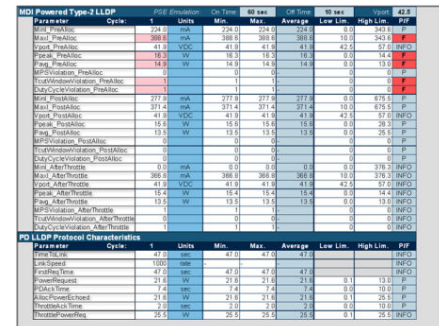 MDI Powered Type-2 LLDP PSE Emulation: On Time 60 sec Off Time 10 sec Vport 42.5
Parameter Cycle: 1 Units Min. Max. Average Low Lim. High Lim. P/F
MinI_PreAlloc 224.0 mA 224.0 224.0 224.0 0.0 343.6 P
MaxI_PreAlloc 388.6 mA 388.6 388.6 388.6 10.0 343.6 F
Vport_PreAlloc 41.9 VDC 41.9 41.9 41.9 42.5 57.0 INFO
Ppeak_PreAlloc 16.3 W 16.3 16.3 16.3 0.0 14.4 F
Pavg_PreAlloc 14.9 W 14.9 14.9 14.9 0.0 13.0 F
MPSViolation_PreAlloc 0 0 0 - P
TcutWindowViolation_PreAlloc 1 1 1 - F
DutyCycleViolation_PreAlloc 1 1 1 - F
MinI_PostAlloc 277.9 mA 277.9 277.9 277.9 0.0 675.5 P
MaxI_PostAlloc 371.4 mA 371.4 371.4 371.4 10.0 675.5 P
Vport_PostAlloc 41.9 VDC 41.9 41.9 41.9 42.5 57.0 INFO
Ppeak_PostAlloc 15.6 W 15.6 15.6 15.6 0.0 28.3 P
Pavg_PostAlloc 13.5 W 13.5 13.5 13.5 0.0 25.5 P
MPSViolation_PostAlloc 0 0 0 - P
TcutWindowViolation_PostAlloc 0 0 0 - P
DutyCycleViolation_PostAlloc 0 0 0 - P
MinI_AfterThrottle 0.0 mA 0.0 0.0 0.0 0.0 376.3 INFO
MaxI_AfterThrottle 366.8 mA 366.8 366.8 366.8 10.0 376.3 INFO
Vport_AfterThrottle 41.9 VDC 41.9 41.9 41.9 42.5 57.0 INFO
Ppeak_AfterThrottle 15.4 W 15.4 15.4 15.4 0.0 14.4 INFO
Pavg_AfterThrottle 13.5 W 13.5 13.5 13.5 0.0 13.0 INFO
MPSViolation_AfterThrottle 1 1 1 - INFO
TcutWindowViolation_AfterThrottle 0 0 0 - INFO
DutyCycleViolation_AfterThrottle 1 1 1 - INFO
PD LLDP Protocol Characteristics
Parameter Cycle: 1 Units Min. Max. Average Low Lim. High Lim. P/F
TimeToLink 47.0 sec 47.0 47.0 47.0 INFO
LinkSpeed 1000 rate - - INFO
FirstReqTime 47.0 sec 47.0 47.0 47.0 INFO
PowerRequest 21.6 W 21.6 21.6 21.6 0.1 13.0 P
PDAckTime 7.4 sec 7.4 7.4 7.4 0.0 10.0 P
AllocPowerEchoed 21.6 W 21.6 21.6 21.6 0.1 25.5 P
ThrottleAckTime 2.0 sec 2.0 2.0 2.0 0.0 10.0 INFO
ThrottlePowerReq 25.5 W 25.5 25.5 25.5 0.1 25.5 INFO